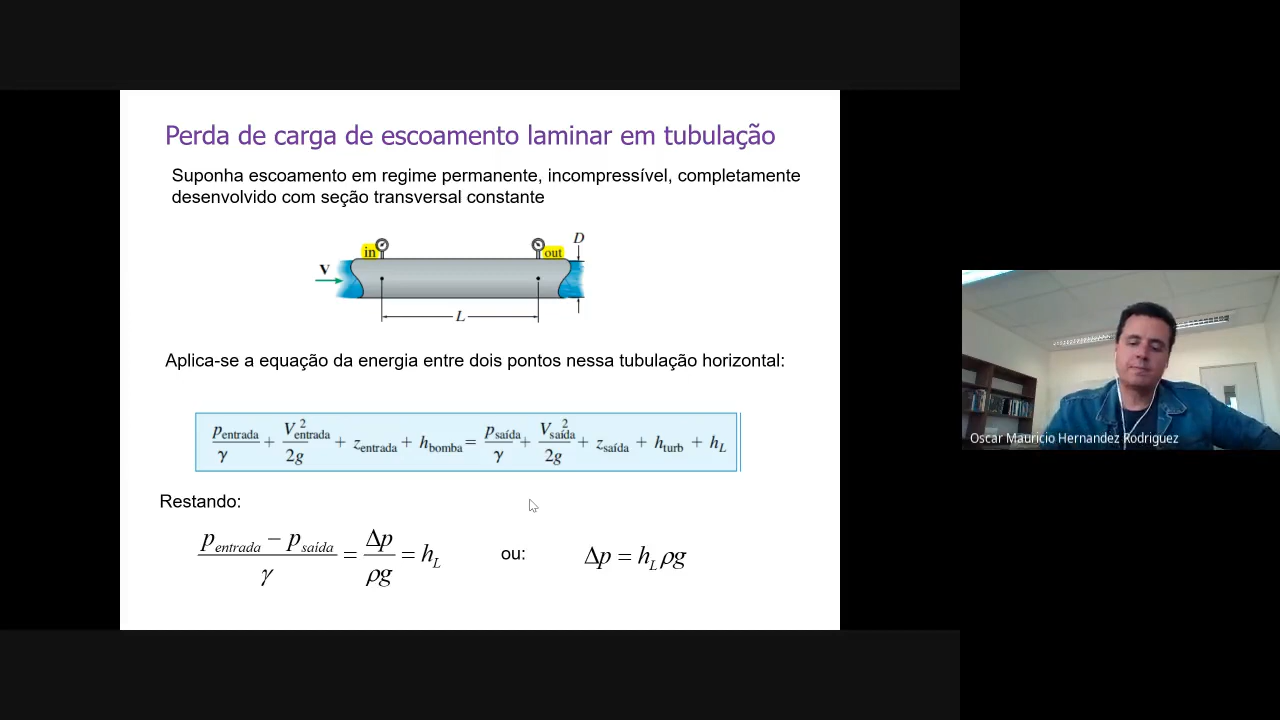 Perda de carga de escoamento laminar em tubulação
Suponha escoamento em regime permanente, incompressível, completamente
desenvolvido com seção transversal constante
in
out
D
V
L
Aplica-se a equação da energia entre dois pontos nessa tubulação horizontal:
p_entrada/γ + V_entrada^2/2g + z_entrada + h_bomba = p_saída/γ + V_saída^2/2g + z_saída + h_turb + h_L
Restando:
(p_entrada − p_saída)/γ = Δp/ρg = h_L
ou:
Δp = h_L ρg
Oscar Mauricio Hernandez Rodriguez